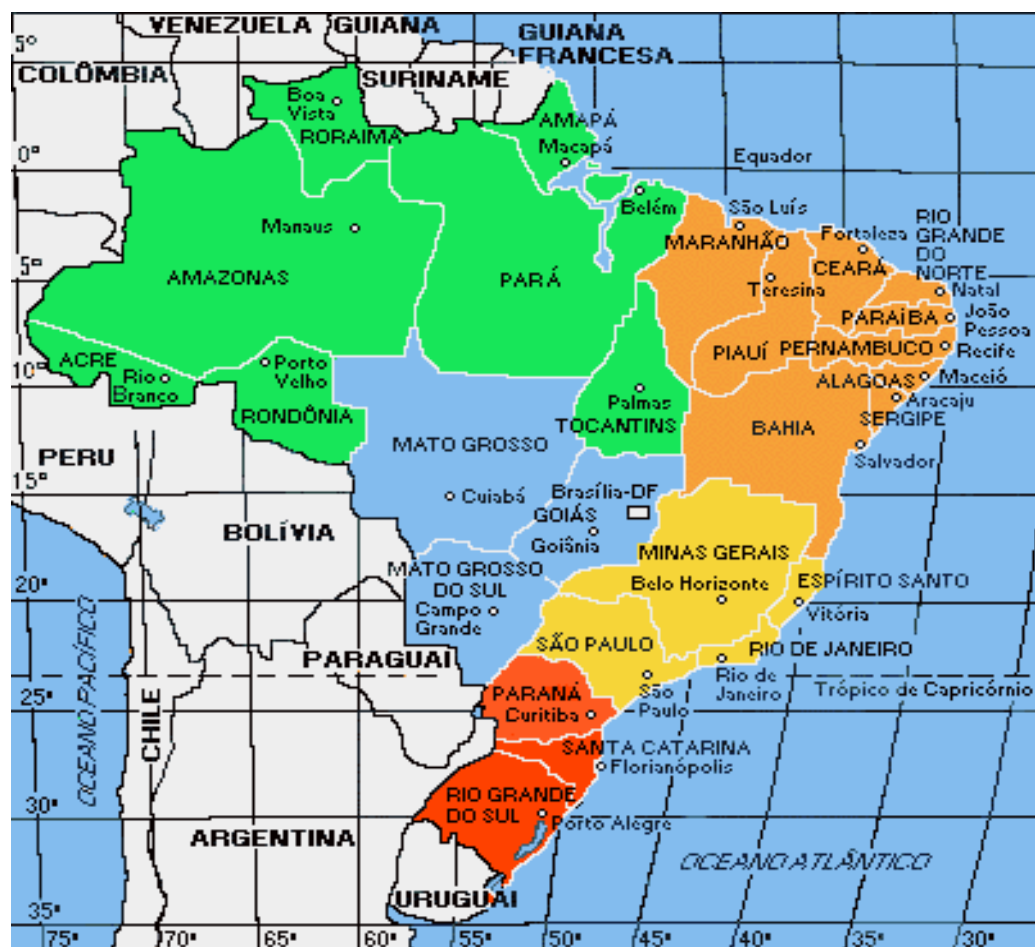 VENEZUELA
GUIANA
GUIANA
FRANCESA
SURINAME
COLÔMBIA
5°
0°
5°
10°
15°
20°
25°
30°
35°
Boa
Vista
RORAIMA
AMAPÁ
Macapá
Equador
Belém
São Luís
Manaus
MARANHÃO
Fortaleza
RIO
GRANDE
DO
NORTE
CEARÁ
AMAZONAS
PARÁ
Teresina
Natal
PARAÍBA
João
Pessoa
PIAUÍ
PERNAMBUCO
Recife
ACRE
Rio
Branco
Porto
Velho
RONDÔNIA
ALAGOAS
Maceió
Aracaju
SERGIPE
Palmas
TOCANTINS
BAHIA
Salvador
PERU
MATO GROSSO
Cuiabá
Brasília-DF
GOIÁS
Goiânia
BOLÍVIA
MINAS GERAIS
Belo Horizonte
MATO GROSSO
DO SUL
Campo
Grande
ESPÍRITO SANTO
Vitória
OCEANO PACÍFICO
CHILE
PARAGUAI
SÃO PAULO
RIO DE JANEIRO
Rio de
Janeiro
São
Paulo
Trópico de Capricórnio
PARANÁ
Curitiba
SANTA CATARINA
Florianópolis
RIO GRANDE
DO SUL
Porto Alegre
ARGENTINA
OCEANO ATLÂNTICO
URUGUAI
75°
70°
65°
60°
55°
50°
45°
40°
35°
30°